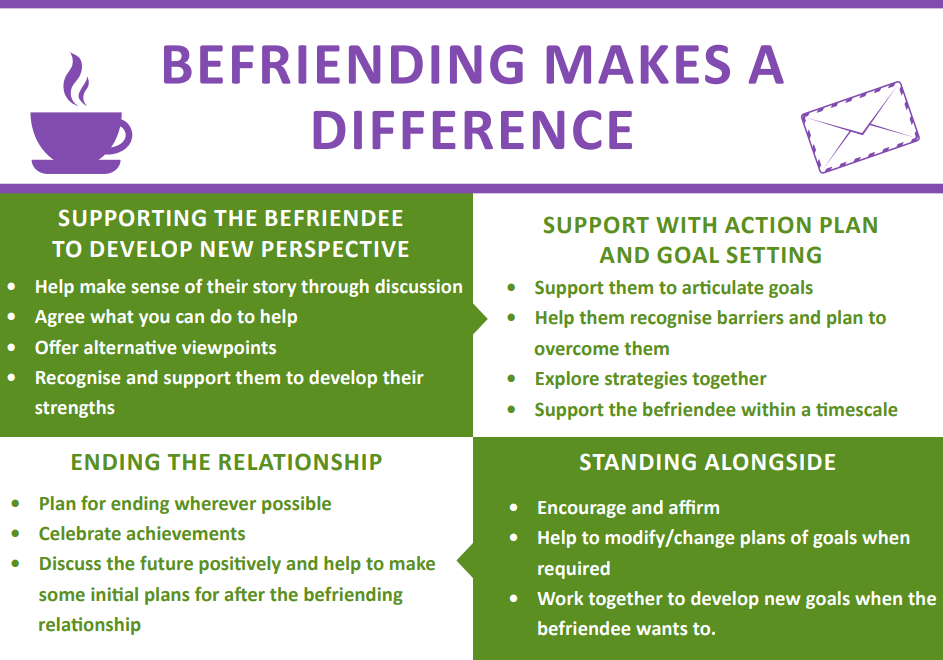 BEFRIENDING MAKES A
DIFFERENCE
SUPPORTING THE BEFRIENDEE
TO DEVELOP NEW PERSPECTIVE
• Help make sense of their story through discussion
• Agree what you can do to help
• Offer alternative viewpoints
• Recognise and support them to develop their
strengths
SUPPORT WITH ACTION PLAN
AND GOAL SETTING
• Support them to articulate goals
• Help them recognise barriers and plan to
overcome them
• Explore strategies together
• Support the befriendee within a timescale
ENDING THE RELATIONSHIP
• Plan for ending wherever possible
• Celebrate achievements
• Discuss the future positively and help to make
some initial plans for after the befriending
relationship
STANDING ALONGSIDE
• Encourage and affirm
• Help to modify/change plans of goals when
required
• Work together to develop new goals when the
befriendee wants to.